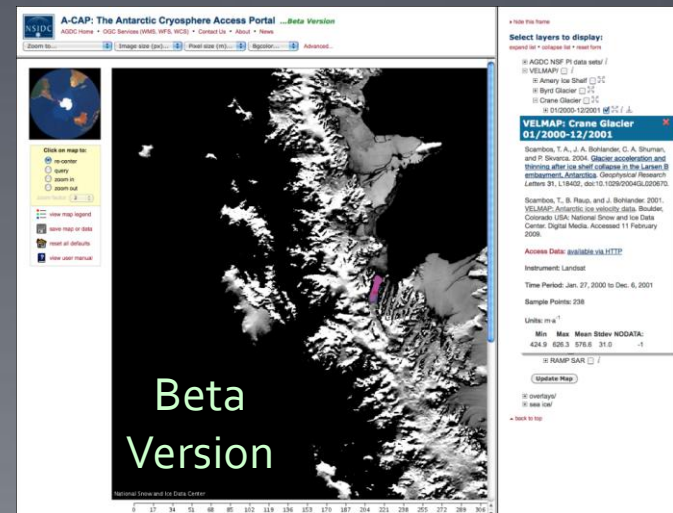 NSIDC
A-CAP: The Antarctic Cryosphere Access Portal ...Beta Version
AGDC Home • OGC Services (WMS, WFS, WCS) • Contact Us • About • News
Zoom to... Image size (px)... Pixel size (m)... Bgcolor... Advanced...
Click on map to:
re-center
query
zoom in
zoom out
zoom factor: 3
view map legend
save map or data
reset all defaults
view user manual
Beta
Version
National Snow and Ice Data Center
0 17 34 51 68 85 102 119 136 153 170 187 204 221 238 255 272 289 306
hide this frame
Select layers to display:
expand list • collapse list • reset form
AGDC NSF PI data sets/ i
VELMAP/ i
Amery Ice Shelf
Byrd Glacier
Crane Glacier
01/2000-12/2001 i
VELMAP: Crane Glacier
01/2000-12/2001
Scambos, T. A., J. A. Bohlander, C. A. Shuman,
and P. Skvarca. 2004. Glacier acceleration and
thinning after ice shelf collapse in the Larsen B
embayment, Antarctica. Geophysical Research
Letters 31, L18402, doi:10.1029/2004GL020670.
Scambos, T., B. Raup, and J. Bohlander. 2001.
VELMAP: Antarctic ice velocity data. Boulder,
Colorado USA: National Snow and Ice Data
Center. Digital Media. Accessed 11 February
2009.
Access Data: available via HTTP
Instrument: Landsat
Time Period: Jan. 27, 2000 to Dec. 6, 2001
Sample Points: 238
Units: m·a⁻¹
Min Max Mean Stdev NODATA:
424.9 626.3 576.6 31.0 -1
RAMP SAR i
Update Map
overlays/
sea ice/
back to top